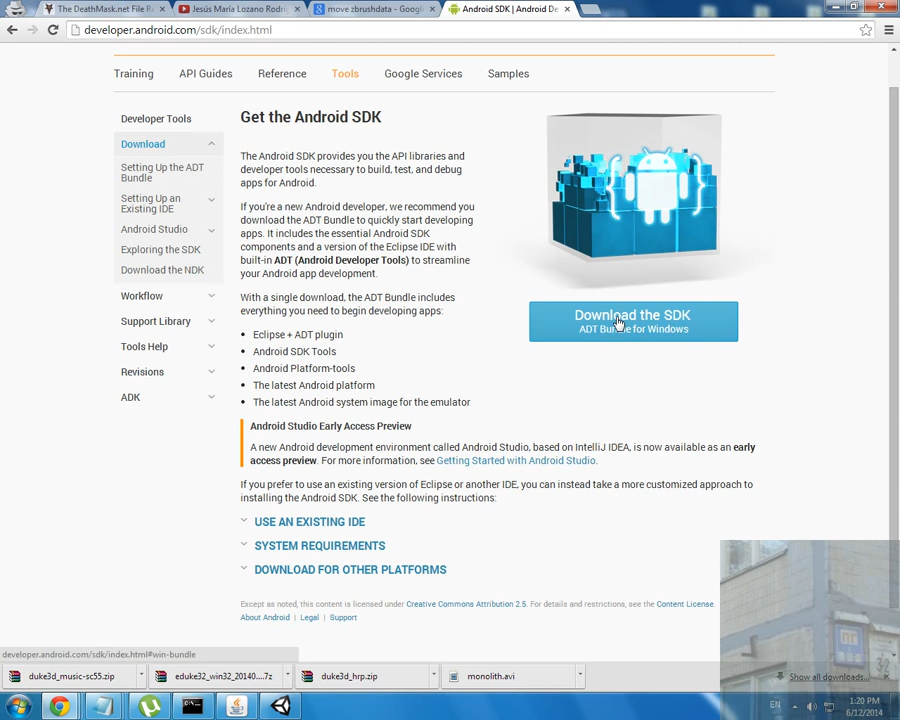 The DeathMask.net File R
Jesús María Lozano Rodri
move zbrushdata - Google
Android SDK | Android De
developer.android.com/sdk/index.html
Training
API Guides
Reference
Tools
Google Services
Samples
Developer Tools
Download
Setting Up the ADT
Bundle
Setting Up an
Existing IDE
Android Studio
Exploring the SDK
Download the NDK
Workflow
Support Library
Tools Help
Revisions
ADK
Get the Android SDK
The Android SDK provides you the API libraries and
developer tools necessary to build, test, and debug
apps for Android.
If you're a new Android developer, we recommend you
download the ADT Bundle to quickly start developing
apps. It includes the essential Android SDK
components and a version of the Eclipse IDE with
built-in ADT (Android Developer Tools) to streamline
your Android app development.
With a single download, the ADT Bundle includes
everything you need to begin developing apps:
Eclipse + ADT plugin
Android SDK Tools
Android Platform-tools
The latest Android platform
The latest Android system image for the emulator
Download the SDK
ADT Bundle for Windows
Android Studio Early Access Preview
A new Android development environment called Android Studio, based on IntelliJ IDEA, is now available as an early
access preview. For more information, see Getting Started with Android Studio.
If you prefer to use an existing version of Eclipse or another IDE, you can instead take a more customized approach to
installing the Android SDK. See the following instructions:
USE AN EXISTING IDE
SYSTEM REQUIREMENTS
DOWNLOAD FOR OTHER PLATFORMS
Except as noted, this content is licensed under Creative Commons Attribution 2.5. For details and restrictions, see the Content License.
About Android | Legal | Support
developer.android.com/sdk/index.html#win-bundle
duke3d_music-sc55.zip
eduke32_win32_20140....7z
duke3d_hrp.zip
monolith.avi
Show all downloads...
EN
1:20 PM
6/12/2014